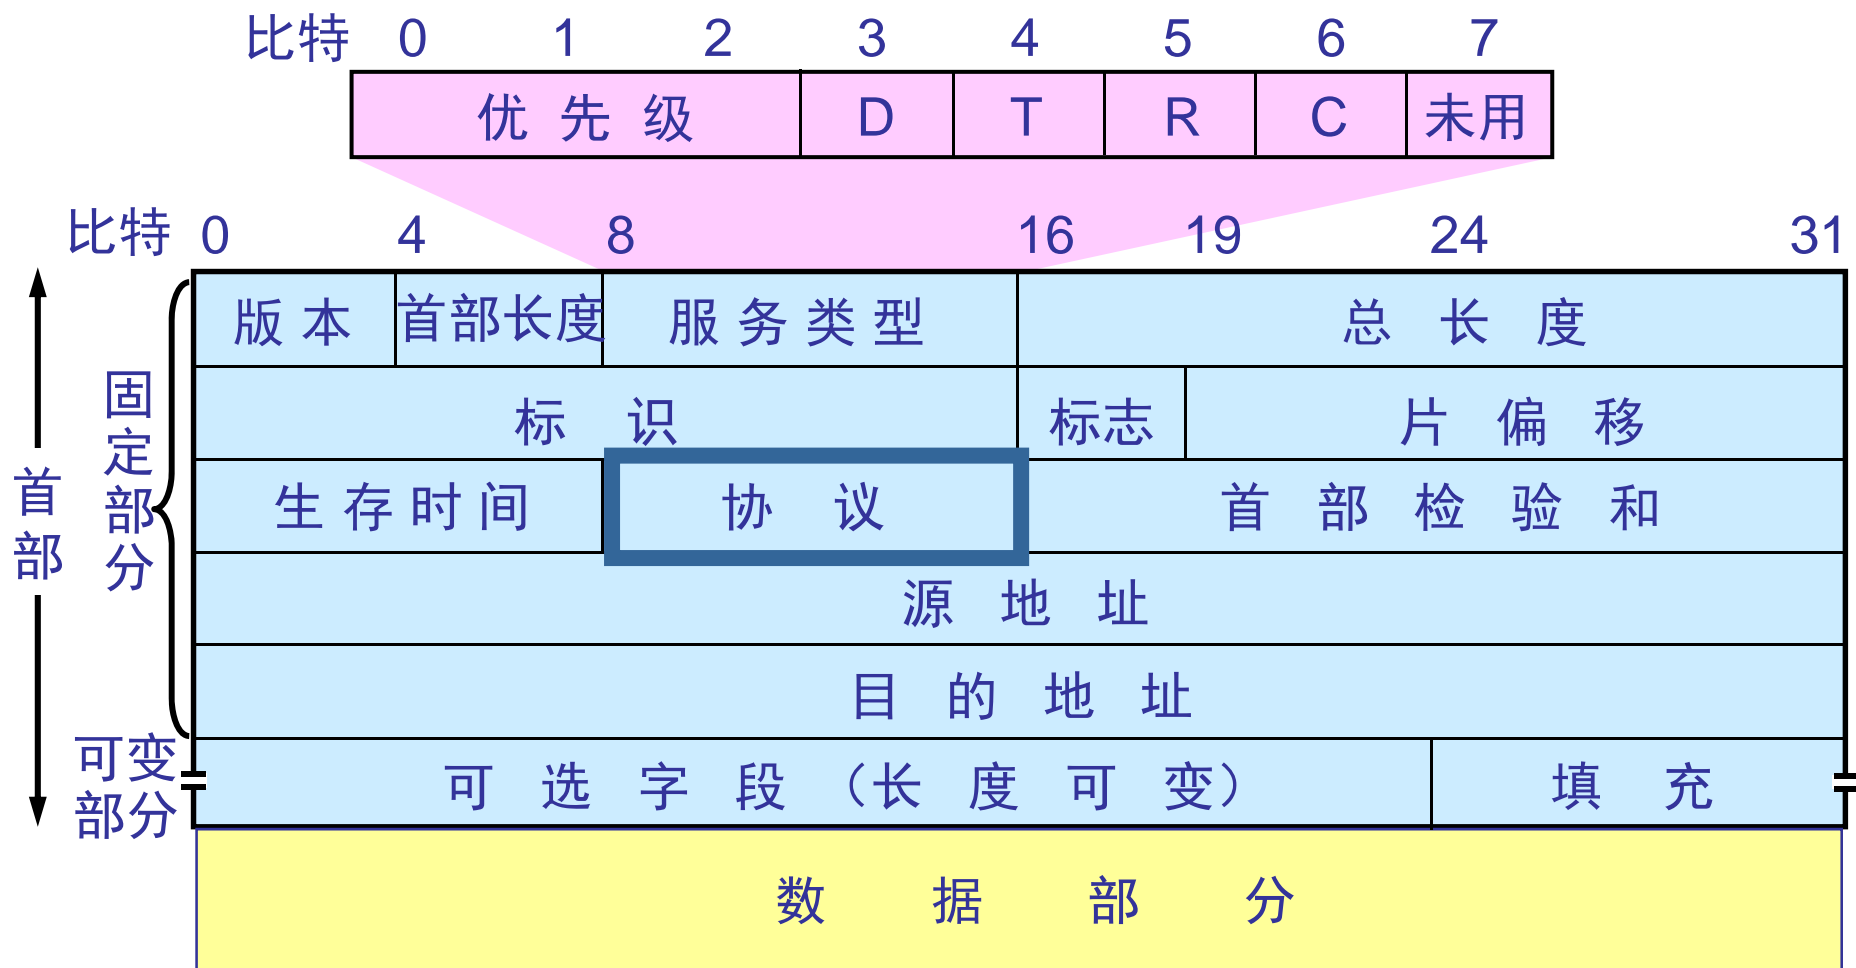 比特 0 1 2 3 4 5 6 7
优先级 D T R C 未用
比特 0 4 8 16 19 24 31
版本 首部长度 服务类型 总长度
标识 标志 片偏移
生存时间 协议 首部检验和
源地址
目的地址
可选字段（长度可变） 填充
数据部分
首部
固定部分
可变
部分